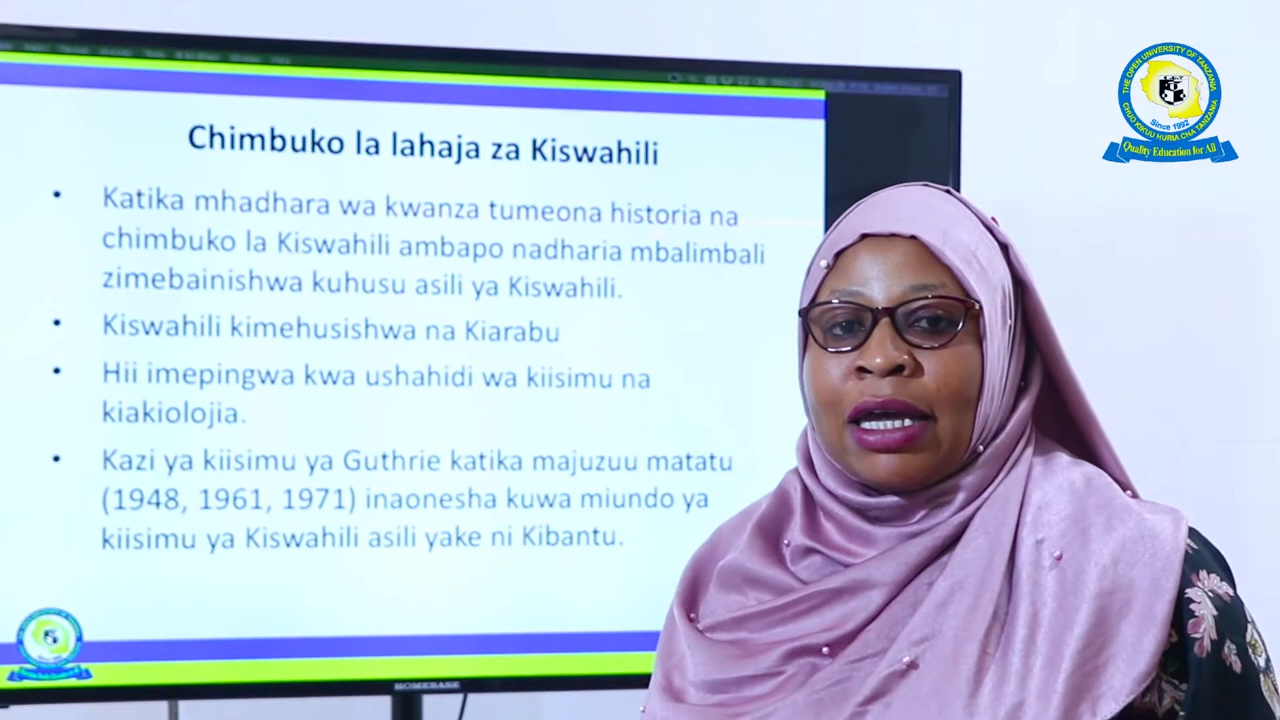 Chimbuko la lahaja za Kiswahili
• Katika mhadhara wa kwanza tumeona historia na
chimbuko la Kiswahili ambapo nadharia mbalimbali
zimebainishwa kuhusu asili ya Kiswahili.
• Kiswahili kimehusishwa na Kiarabu
• Hii imepingwa kwa ushahidi wa kiisimu na
kiakiolojia.
• Kazi ya kiisimu ya Guthrie katika majuzuu matatu
(1948, 1961, 1971) inaonesha kuwa miundo ya
kiisimu ya Kiswahili asili yake ni Kibantu.
HOMEBASE
THE OPEN UNIVERSITY OF TANZANIA
CHUO KIKUU HURIA CHA TANZANIA
Since 1992
Quality Education for All